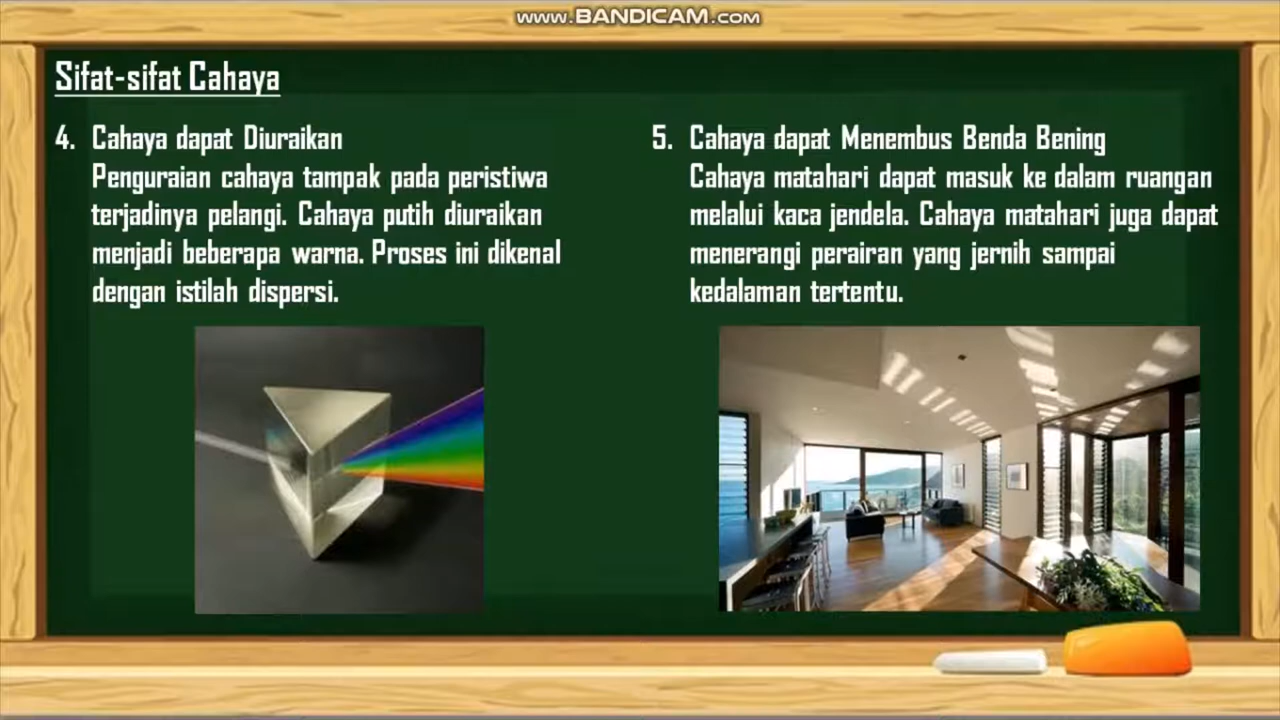 www.BANDICAM.com
Sifat-sifat Cahaya
4. Cahaya dapat Diuraikan
Penguraian cahaya tampak pada peristiwa
terjadinya pelangi. Cahaya putih diuraikan
menjadi beberapa warna. Proses ini dikenal
dengan istilah dispersi.
5. Cahaya dapat Menembus Benda Bening
Cahaya matahari dapat masuk ke dalam ruangan
melalui kaca jendela. Cahaya matahari juga dapat
menerangi perairan yang jernih sampai
kedalaman tertentu.